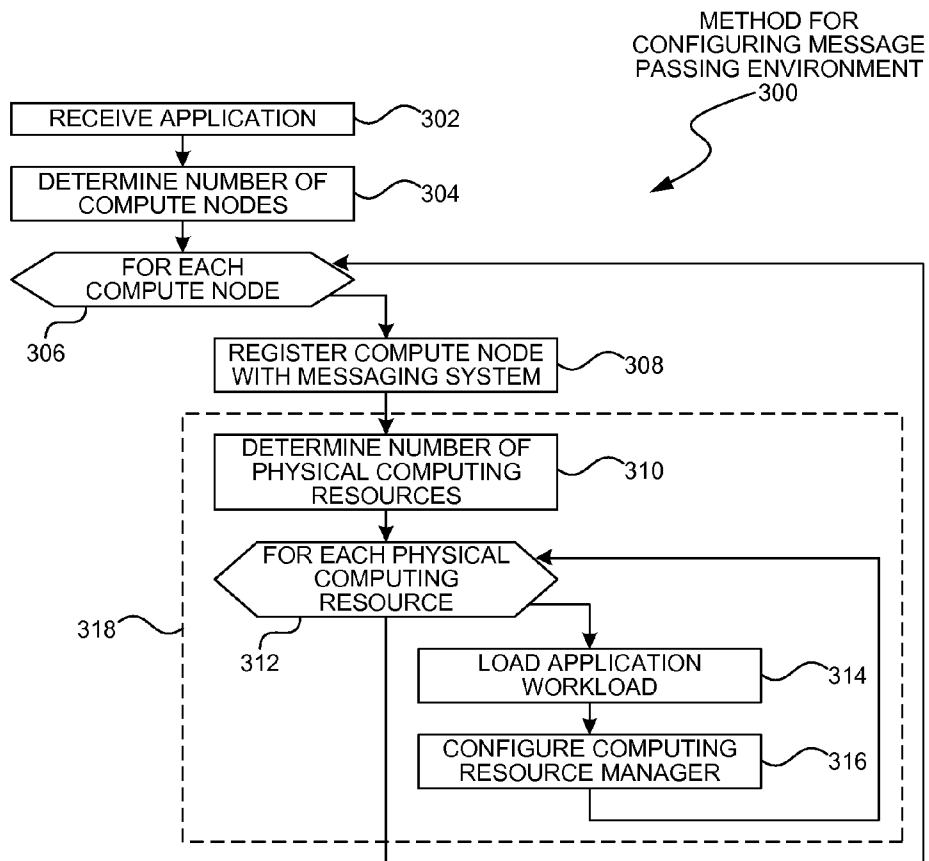 METHOD FOR
CONFIGURING MESSAGE
PASSING ENVIRONMENT
300
RECEIVE APPLICATION
302
DETERMINE NUMBER OF
COMPUTE NODES
304
FOR EACH
COMPUTE NODE
306
REGISTER COMPUTE NODE
WITH MESSAGING SYSTEM
308
DETERMINE NUMBER OF
PHYSICAL COMPUTING
RESOURCES
310
FOR EACH PHYSICAL
COMPUTING
RESOURCE
312
318
LOAD APPLICATION
WORKLOAD
314
CONFIGURE COMPUTING
RESOURCE MANAGER
316